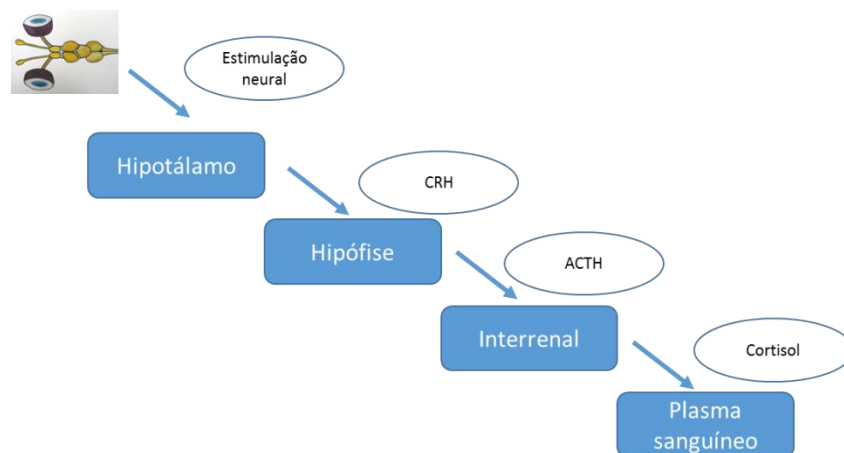 Estimulação
neural
Hipotálamo
CRH
Hipófise
ACTH
Interrenal
Cortisol
Plasma
sanguíneo